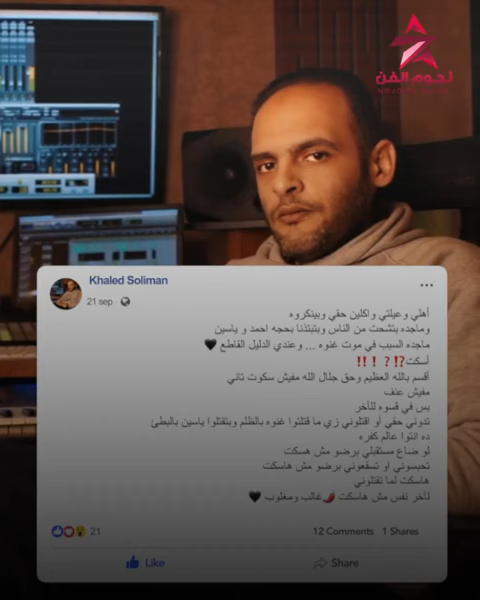 نجوم الفن
Khaled Soliman
21 sep
أهلي وعيلتي واكلين حقي وبينكروه
وماجده بتشحت من الناس وبتبتذنا بحجه احمد و ياسين
ماجده السبب في موت غنوه ... وعندي الدليل القاطع 🖤
أسكت⁉️ ❓ ❗ ❗ ‼️
أقسم بالله العظيم وحق جلال الله مفيش سكوت تاني
مفيش عنف
بس في قسوه للآخر
تدوني حقي أو اقتلوني زي ما قتلتوا غنوه بالظلم وبتقتلوا ياسين بالبطئ
ده انتوا عالم كفره
لو ضاع مستقبلي برضو مش هسكت
تحبسوني او تسقعوني برضو مش هاسكت
هاسكت لما تقتلوني
لآخر نفس مش هاسكت 🌶️غالب ومغلوب 🖤
21
12 Comments 1 Shares
Like
Share